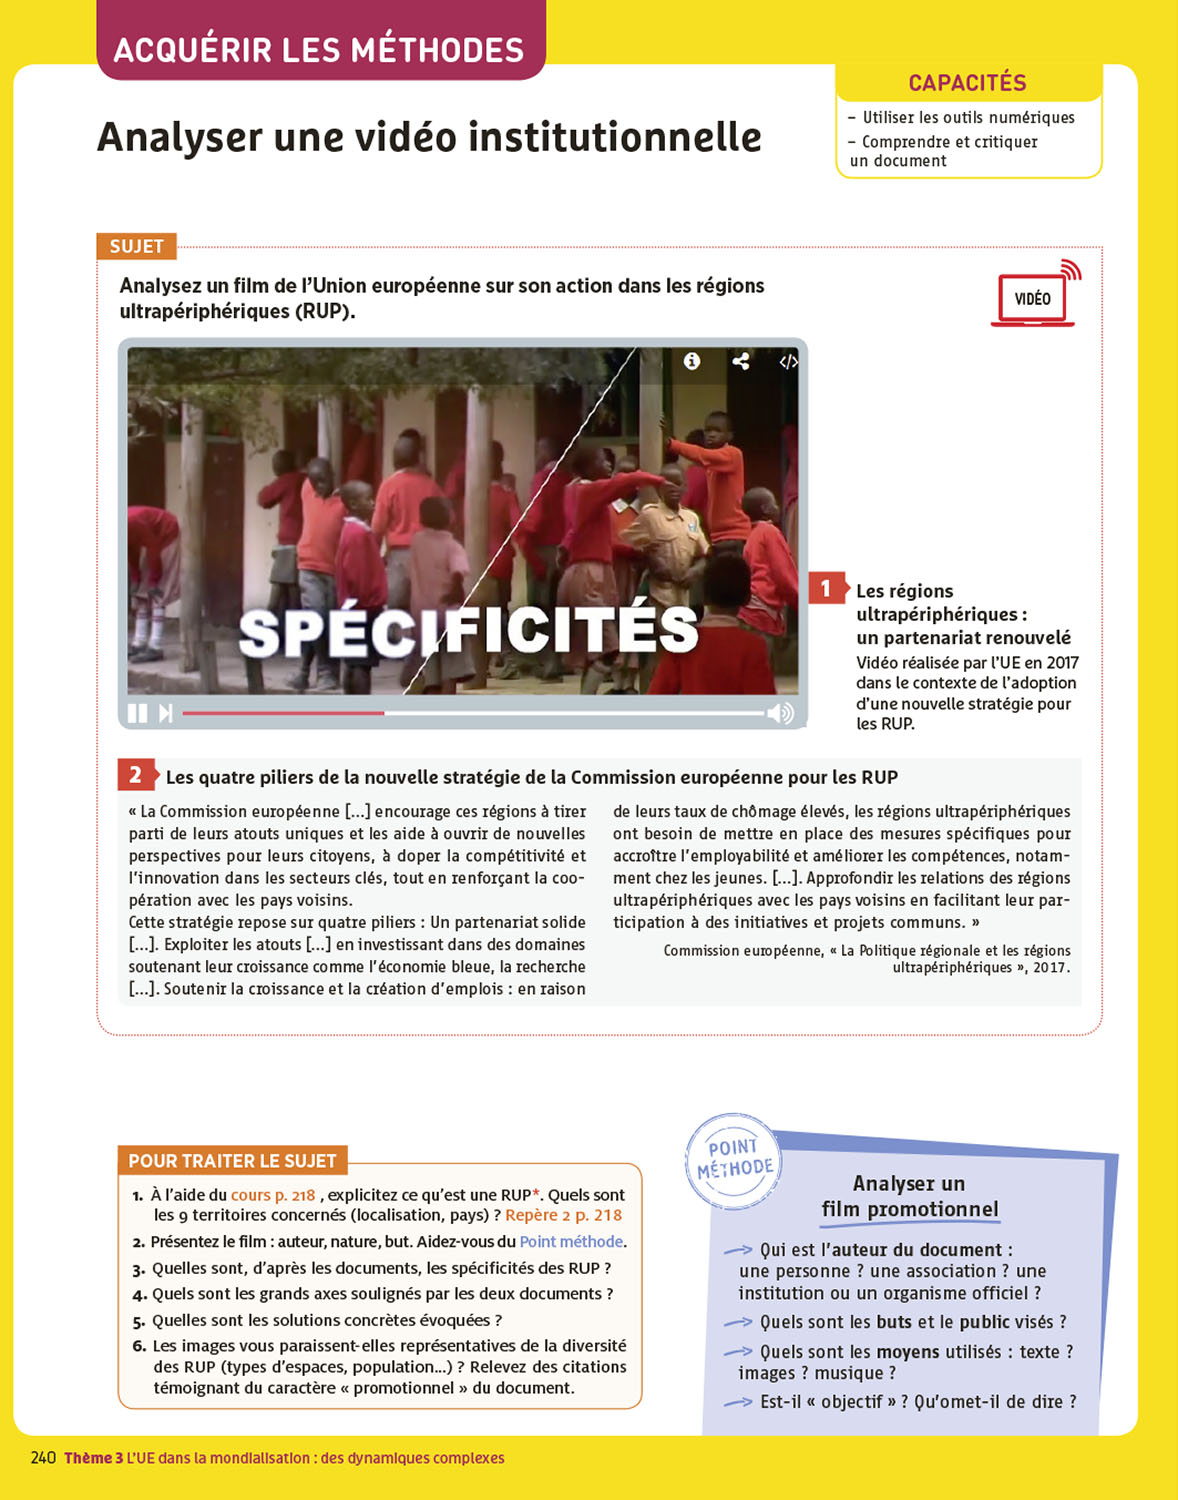 ACQUÉRIR LES MÉTHODES
Analyser une vidéo institutionnelle
CAPACITÉS
– Utiliser les outils numériques
– Comprendre et critiquer
un document
SUJET
Analysez un film de l'Union européenne sur son action dans les régions
ultrapériphériques (RUP).
VIDÉO
SPÉCIFICITÉS
1
Les régions
ultrapériphériques :
un partenariat renouvelé
Vidéo réalisée par l'UE en 2017
dans le contexte de l'adoption
d'une nouvelle stratégie pour
les RUP.
2 Les quatre piliers de la nouvelle stratégie de la Commission européenne pour les RUP
« La Commission européenne [...] encourage ces régions à tirer
parti de leurs atouts uniques et les aide à ouvrir de nouvelles
perspectives pour leurs citoyens, à doper la compétitivité et
l'innovation dans les secteurs clés, tout en renforçant la coo-
pération avec les pays voisins.
Cette stratégie repose sur quatre piliers : Un partenariat solide
[...]. Exploiter les atouts [...] en investissant dans des domaines
soutenant leur croissance comme l'économie bleue, la recherche
[...]. Soutenir la croissance et la création d'emplois : en raison
de leurs taux de chômage élevés, les régions ultrapériphériques
ont besoin de mettre en place des mesures spécifiques pour
accroître l'employabilité et améliorer les compétences, notam-
ment chez les jeunes. [...]. Approfondir les relations des régions
ultrapériphériques avec les pays voisins en facilitant leur par-
ticipation à des initiatives et projets communs. »
Commission européenne, « La Politique régionale et les régions
ultrapériphériques », 2017.
POUR TRAITER LE SUJET
1. À l'aide du cours p. 218 , explicitez ce qu'est une RUP*. Quels sont
les 9 territoires concernés (localisation, pays) ? Repère 2 p. 218
2. Présentez le film : auteur, nature, but. Aidez-vous du Point méthode.
3. Quelles sont, d'après les documents, les spécificités des RUP ?
4. Quels sont les grands axes soulignés par les deux documents ?
5. Quelles sont les solutions concrètes évoquées ?
6. Les images vous paraissent-elles représentatives de la diversité
des RUP (types d'espaces, population...) ? Relevez des citations
témoignant du caractère « promotionnel » du document.
POINT
MÉTHODE
Analyser un
film promotionnel
Qui est l'auteur du document :
une personne ? une association ? une
institution ou un organisme officiel ?
Quels sont les buts et le public visés ?
Quels sont les moyens utilisés : texte ?
images ? musique ?
Est-il « objectif » ? Qu'omet-il de dire ?
240 Thème 3 L'UE dans la mondialisation : des dynamiques complexes